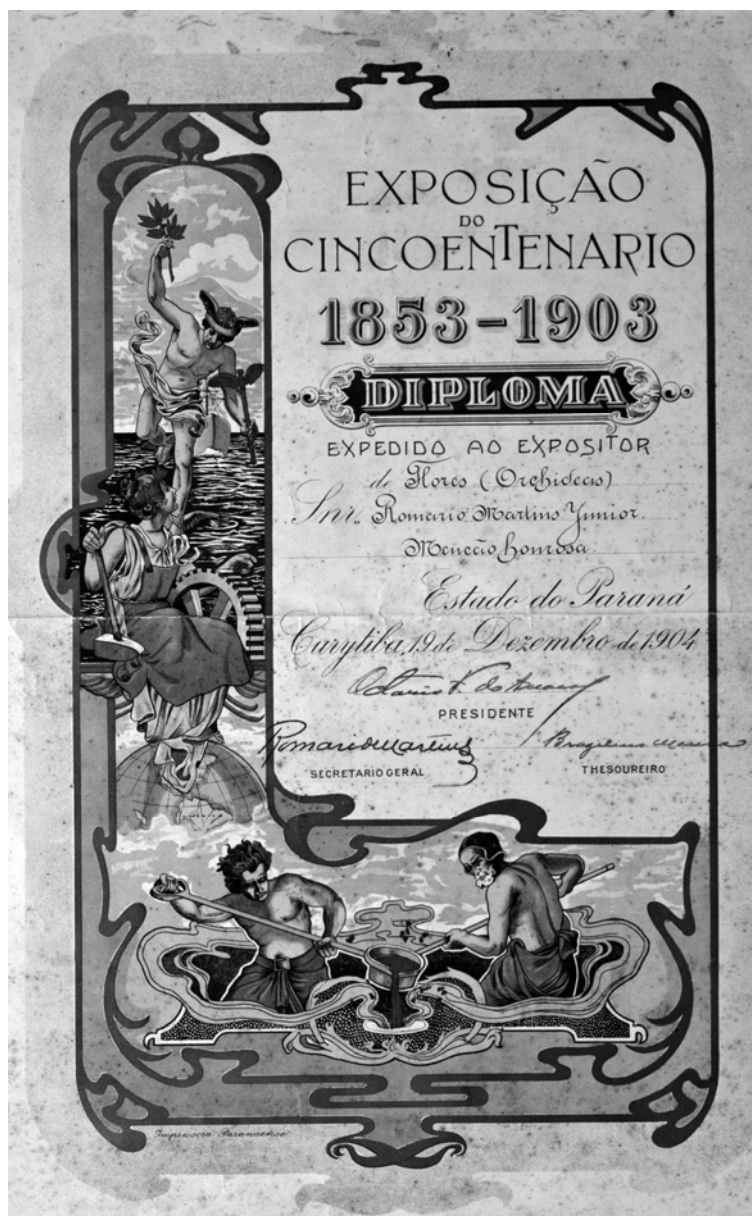 EXPOSIÇÃO
DO
CINCOENTENARIO
1853-1903
DIPLOMA
EXPEDIDO AO EXPOSITOR
de Flores (Orchideas)
Snr. Romario Martins Junior.
Menção honrosa.
Estado do Paraná
Curytiba, 19 de Dezembro de 1904
PRESIDENTE
Romario Martins
SECRETARIO GERAL
THESOUREIRO
Impressora Paranaense